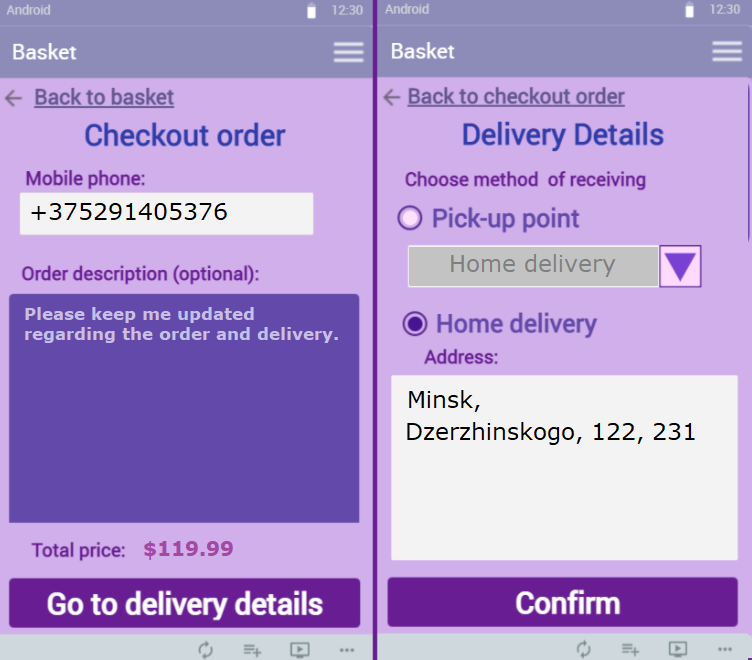 Android 12:30
Basket
Back to basket
Checkout order
Mobile phone:
+375291405376
Order description (optional):
Please keep me updated
regarding the order and delivery.
Total price: $119.99
Go to delivery details
Android 12:30
Basket
Back to checkout order
Delivery Details
Choose method of receiving
Pick-up point
Home delivery
Home delivery
Address:
Minsk,
Dzerzhinskogo, 122, 231
Confirm